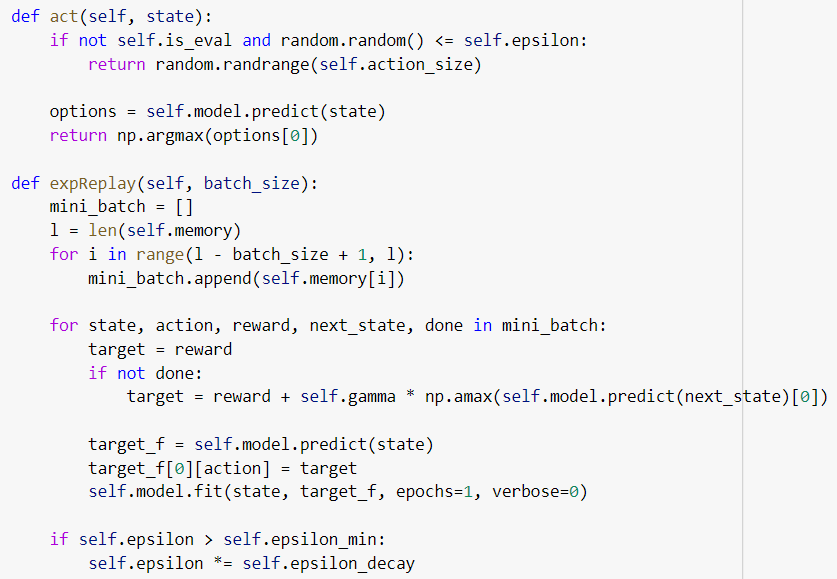 def act(self, state):
    if not self.is_eval and random.random() <= self.epsilon:
        return random.randrange(self.action_size)

    options = self.model.predict(state)
    return np.argmax(options[0])

def expReplay(self, batch_size):
    mini_batch = []
    l = len(self.memory)
    for i in range(l - batch_size + 1, l):
        mini_batch.append(self.memory[i])

    for state, action, reward, next_state, done in mini_batch:
        target = reward
        if not done:
            target = reward + self.gamma * np.amax(self.model.predict(next_state)[0])

        target_f = self.model.predict(state)
        target_f[0][action] = target
        self.model.fit(state, target_f, epochs=1, verbose=0)

    if self.epsilon > self.epsilon_min:
        self.epsilon *= self.epsilon_decay